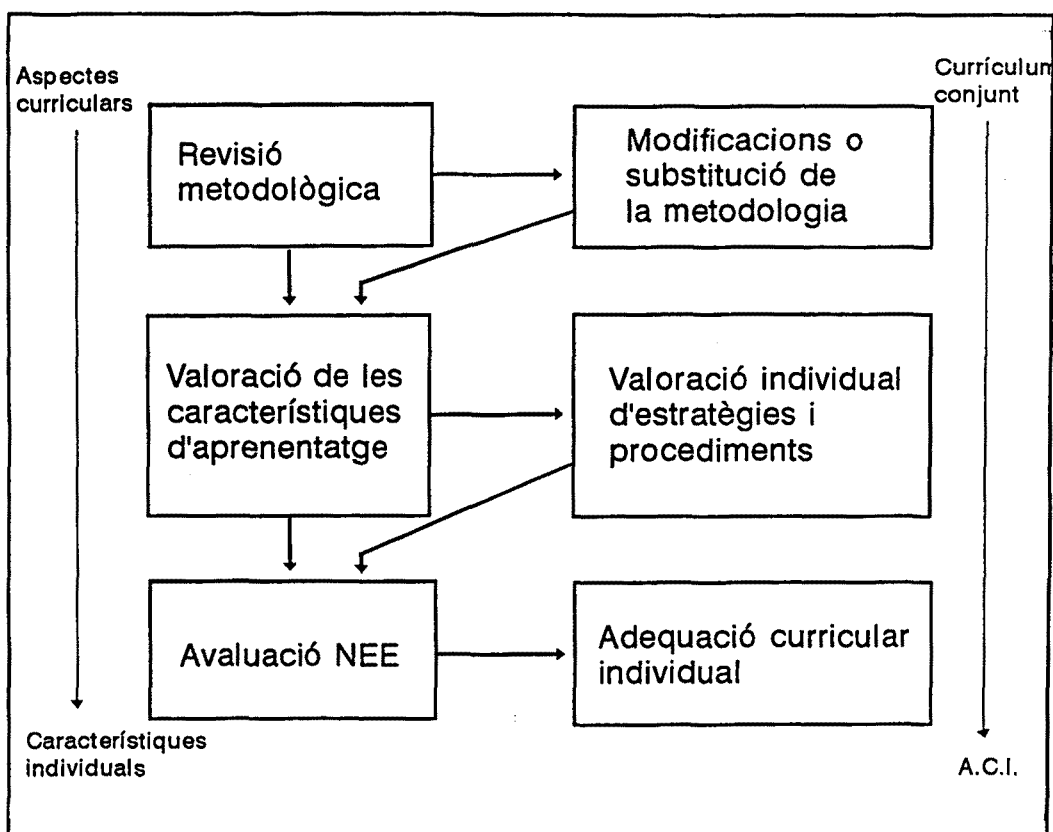 Aspectes
curriculars
Currículum
conjunt
Revisió
metodològica
Modificacions o
substitució de
la metodologia
Valoració de les
característiques
d'aprenentatge
Valoració individual
d'estratègies i
procediments
Avaluació NEE
Adequació curricular
individual
Característiques
individuals
A.C.I.